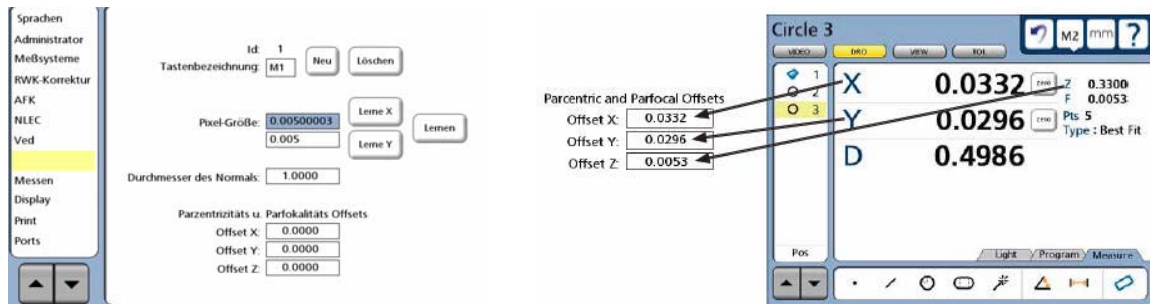 Sprachen
Administrator
Meßsysteme
RWK-Korrektur
AFK
NLEC
Ved
Messen
Display
Print
Ports
Id: 1
Tastenbezeichnung: M1
Neu
Löschen
Pixel-Größe: 0.00500003
0.005
Lerne X
Lerne Y
Lernen
Durchmesser des Normals: 1.0000
Parzentrizitäts u. Parfokalitäts Offsets
Offset X: 0.0000
Offset Y: 0.0000
Offset Z: 0.0000
Parcentric and Parfocal Offsets
Offset X: 0.0332
Offset Y: 0.0296
Offset Z: 0.0053
Circle 3
M2 mm ?
VIDEO DRO VIEW TOL
1
2
3
X 0.0332 zero
Y 0.0296 zero
D 0.4986
Z 0.3300
F 0.0053
Pts 5
Type : Best Fit
Pos
Light Program Measure